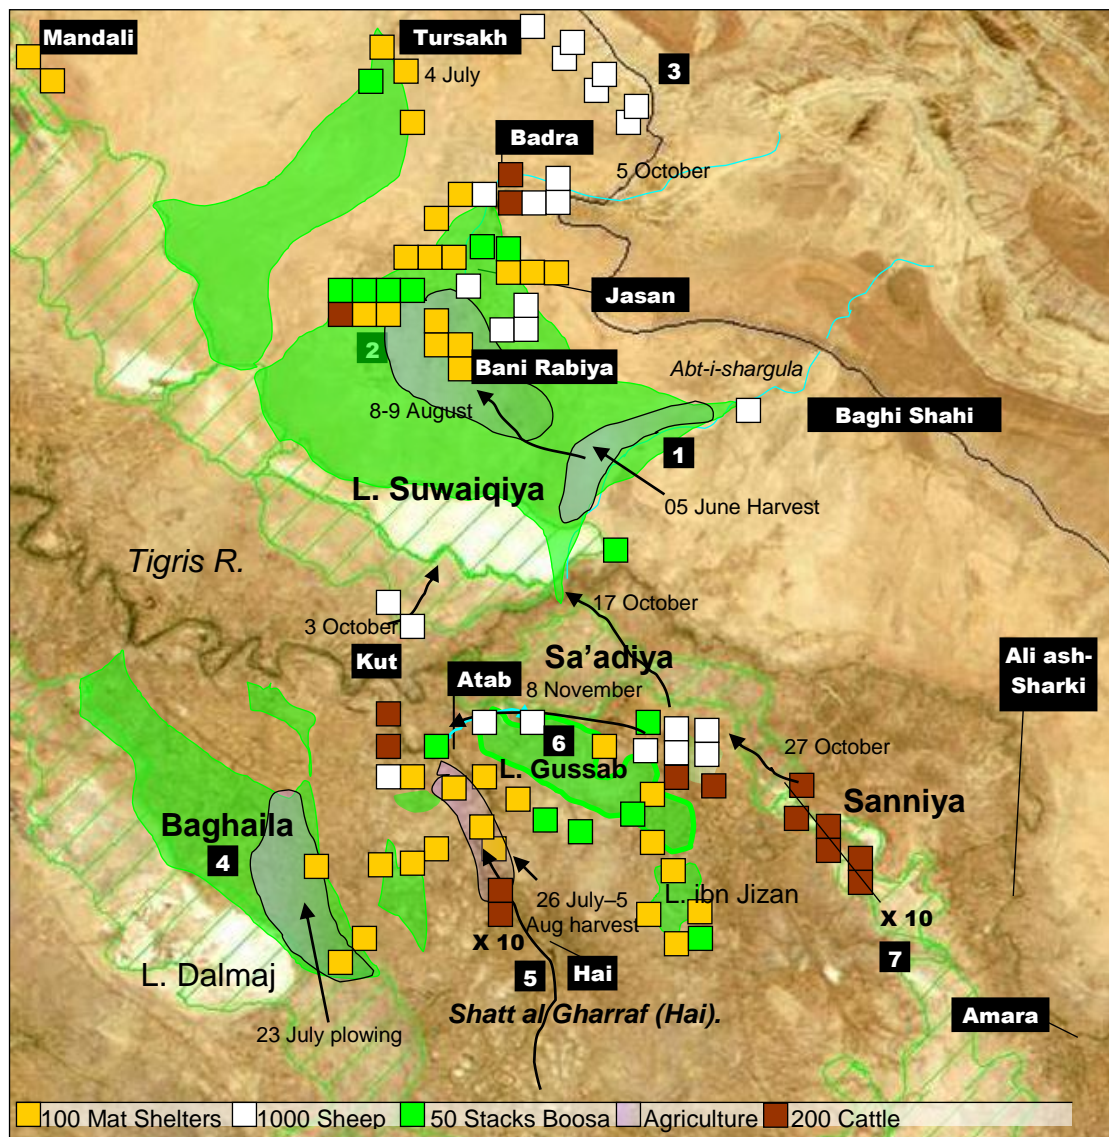 Mandali
Tursakh
4 July
3
Badra
5 October
Jasan
2
Bani Rabiya
Abt-i-shargula
8-9 August
Baghi Shahi
1
L. Suwaiqiya
05 June Harvest
Tigris R.
17 October
3 October
Kut
Sa'adiya
Ali ash-
Sharki
Atab
8 November
6
27 October
L. Gussab
Sanniya
Baghaila
4
L. ibn Jizan
26 July–5
Aug harvest
X 10
X 10
7
L. Dalmaj
5
Hai
Shatt al Gharraf (Hai).
Amara
23 July plowing
100 Mat Shelters 1000 Sheep 50 Stacks Boosa Agriculture 200 Cattle